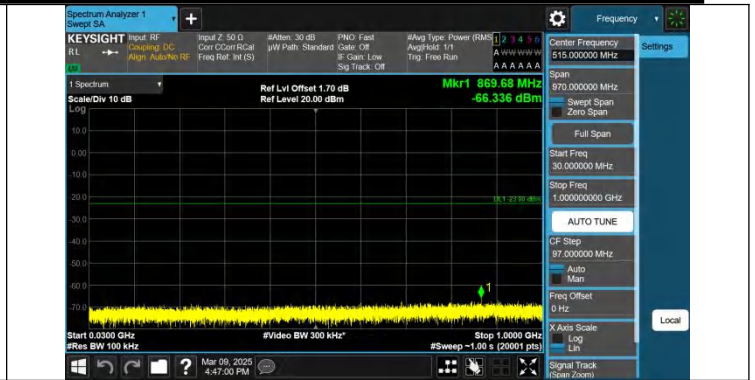 Spectrum Analyzer 1
Swept SA
Frequency
KEYSIGHT
RL
Input: RF
Coupling: DC
Align: Auto/No RF
Input Z: 50 Ω
Corr CCorr RCal
Freq Ref: Int (S)
#Atten: 30 dB
µW Path: Standard
PNO: Fast
Gate: Off
IF Gain: Low
Sig Track: Off
#Avg Type: Power (RMS
Avg|Hold: 1/1
Trig: Free Run
1 2 3 4 5 6
A W W W W W
A A A A A A
1 Spectrum
Scale/Div 10 dB
Log
Ref Lvl Offset 1.70 dB
Ref Level 20.00 dBm
Mkr1 869.68 MHz
-66.336 dBm
10.0
0.00
-10.0
-20.0
-30.0
-40.0
-50.0
-60.0
-70.0
1
Start 0.0300 GHz
#Res BW 100 kHz
#Video BW 300 kHz*
Stop 1.0000 GHz
#Sweep ~1.00 s (20001 pts)
Center Frequency
515.000000 MHz
Span
970.000000 MHz
Swept Span
Zero Span
Full Span
Start Freq
30.000000 MHz
Stop Freq
1.000000000 GHz
AUTO TUNE
CF Step
97.000000 MHz
Auto
Man
Freq Offset
0 Hz
X Axis Scale
Log
Lin
Signal Track
(Span Zoom)
Settings
Local
?
Mar 09, 2025
4:47:00 PM